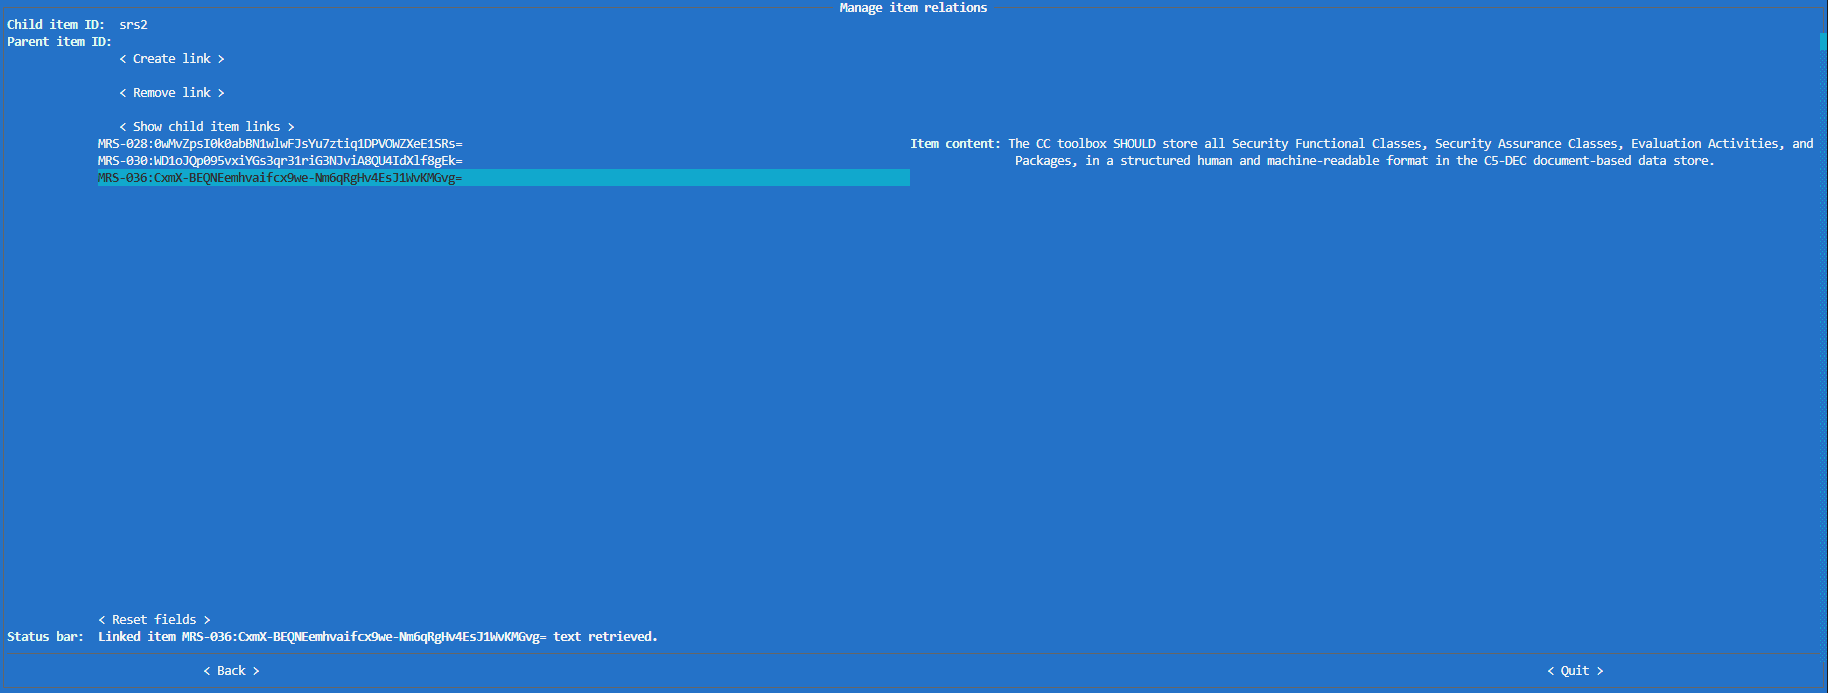 Manage item relations
Child item ID: srs2
Parent item ID:
< Create link >
< Remove link >
< Show child item links >
MRS-028:0wMvZpsI0k0abBN1wlwFJsYu7ztiq1DPVOWZXeE1SRs=
MRS-030:WD1oJQp095vxiYGs3qr31riG3NJviA8QU4IdXlf8gEk=
MRS-036:CxmX-BEQNEemhvaifcx9we-Nm6qRgHv4EsJ1WvKMGvg=
Item content: The CC toolbox SHOULD store all Security Functional Classes, Security Assurance Classes, Evaluation Activities, and
Packages, in a structured human and machine-readable format in the C5-DEC document-based data store.
< Reset fields >
Status bar: Linked item MRS-036:CxmX-BEQNEemhvaifcx9we-Nm6qRgHv4EsJ1WvKMGvg= text retrieved.
< Back >
< Quit >